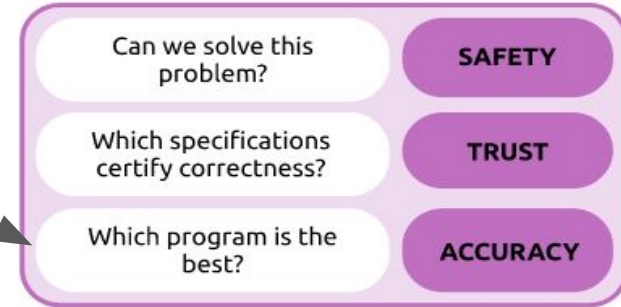 Can we solve this
problem?
SAFETY
Which specifications
certify correctness?
TRUST
Which program is the
best?
ACCURACY